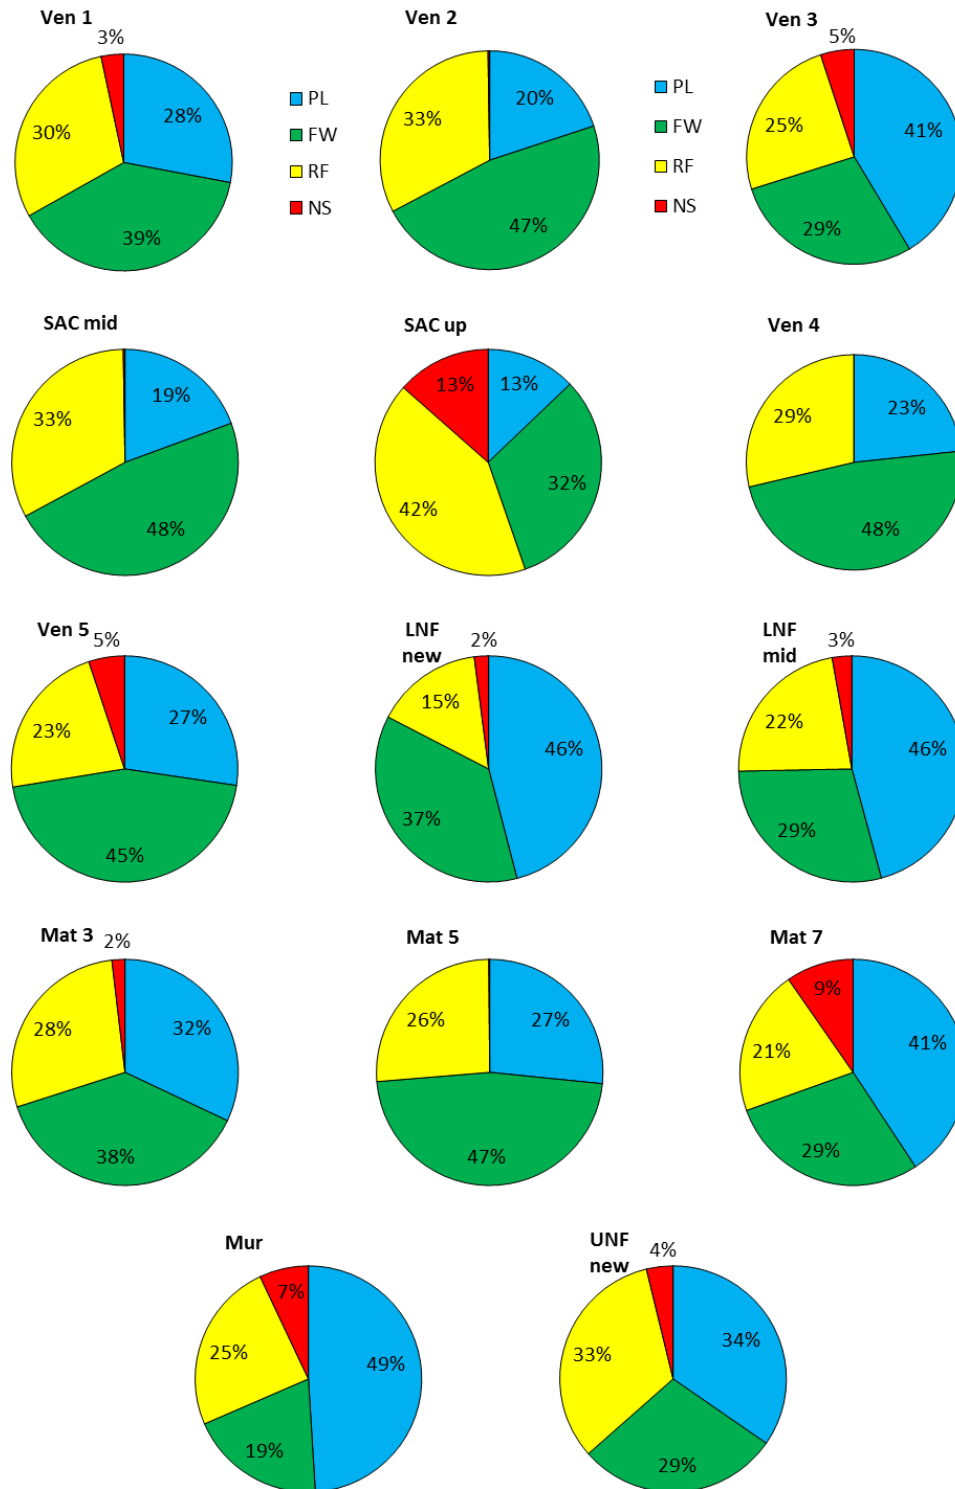 Ven 1
3%
28%
30%
39%
PL
FW
RF
NS
Ven 2
20%
33%
47%
PL
FW
RF
NS
Ven 3
5%
41%
25%
29%
SAC mid
19%
33%
48%
SAC up
13%
13%
32%
42%
Ven 4
23%
29%
48%
Ven 5
5%
27%
23%
45%
LNF
new
2%
15%
46%
37%
LNF
mid
3%
22%
46%
29%
Mat 3
2%
32%
28%
38%
Mat 5
26%
27%
47%
Mat 7
9%
41%
21%
29%
Mur
7%
25%
49%
19%
UNF
new
4%
34%
33%
29%